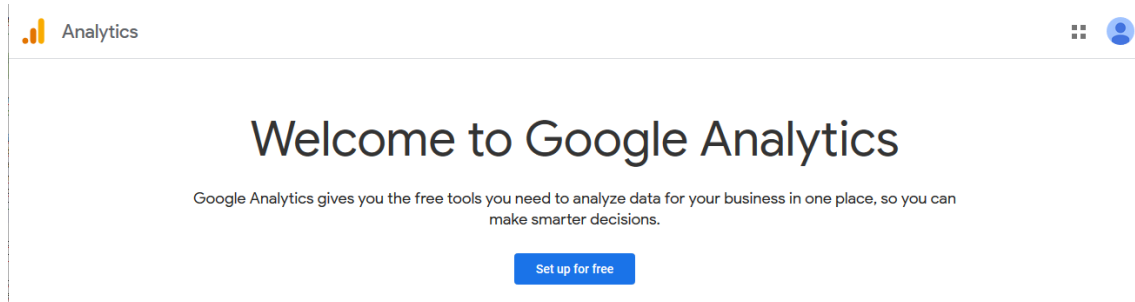 Analytics
Welcome to Google Analytics
Google Analytics gives you the free tools you need to analyze data for your business in one place, so you can
make smarter decisions.
Set up for free